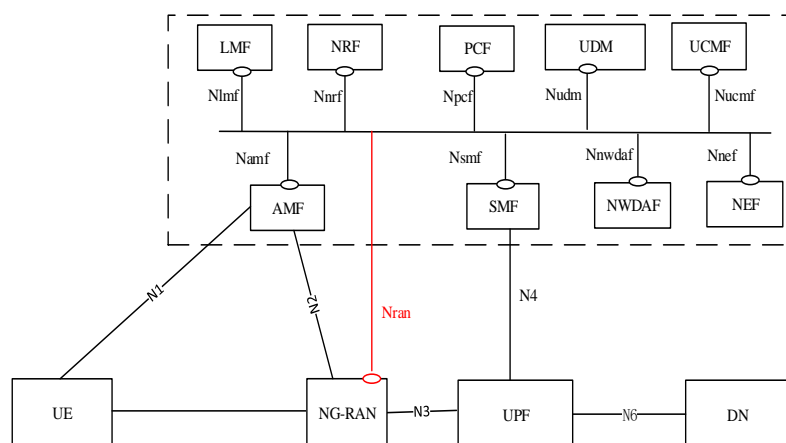 LMF NRF PCF UDM UCMF
Nlmf Nnrf Npcf Nudm Nucmf
Namf Nsmf Nnwdaf Nnef
AMF SMF NWDAF NEF
N1 N2 Nran N4
UE NG-RAN N3 UPF N6 DN